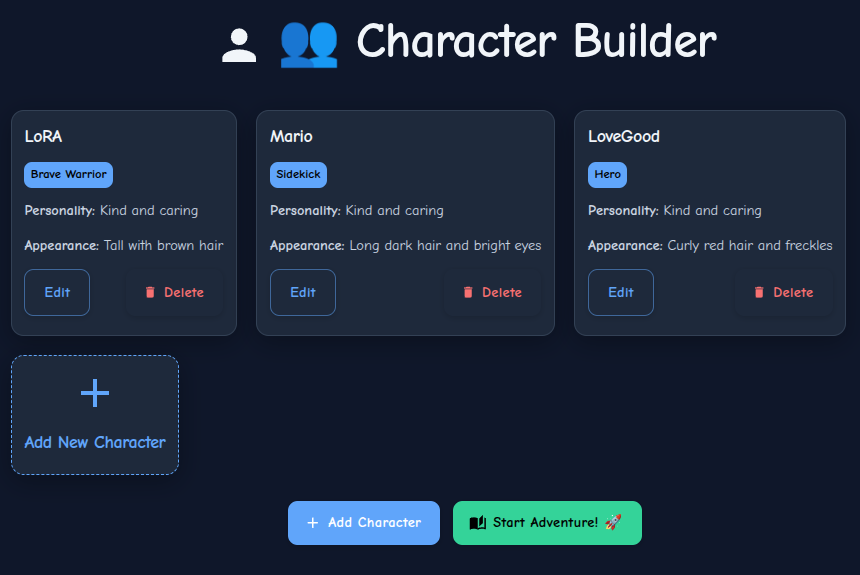 Character Builder
LoRA
Brave Warrior
Personality: Kind and caring
Appearance: Tall with brown hair
Edit
Delete
Mario
Sidekick
Personality: Kind and caring
Appearance: Long dark hair and bright eyes
Edit
Delete
LoveGood
Hero
Personality: Kind and caring
Appearance: Curly red hair and freckles
Edit
Delete
Add New Character
Add Character
Start Adventure! 🚀